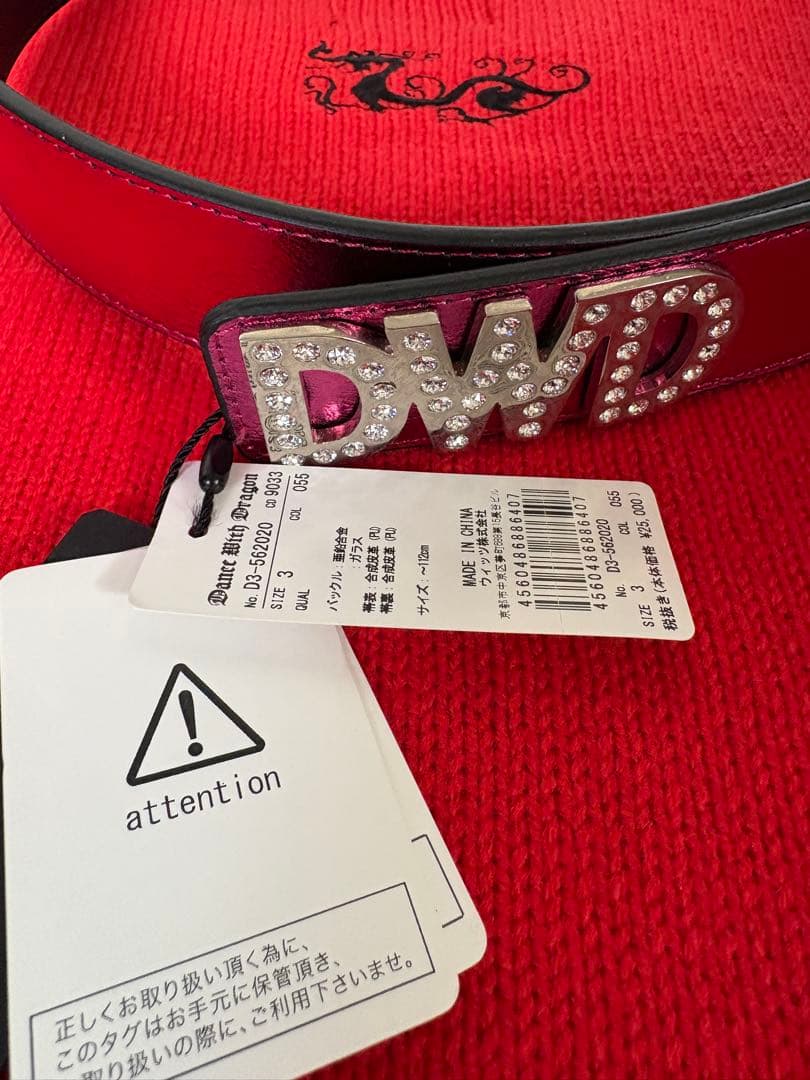 DWD
Dance With Dragon
No. D3-562020 CD 9033
SIZE 3 COL 055
QUAL
バックル：亜鉛合金
：ガラス
帯表：合成皮革（PU）
帯裏：合成皮革（PU）
サイズ：～112cm
MADE IN CHINA
ウィッツ株式会社
4560486886407
4560486886407
No. D3-562020
SIZE 3 COL 055
税抜き(本体価格 ¥25,000)
!
attention
正しくお取り扱い頂く為に、
このタグはお手元に保管頂き、
取り扱いの際に、ご利用下さいませ。